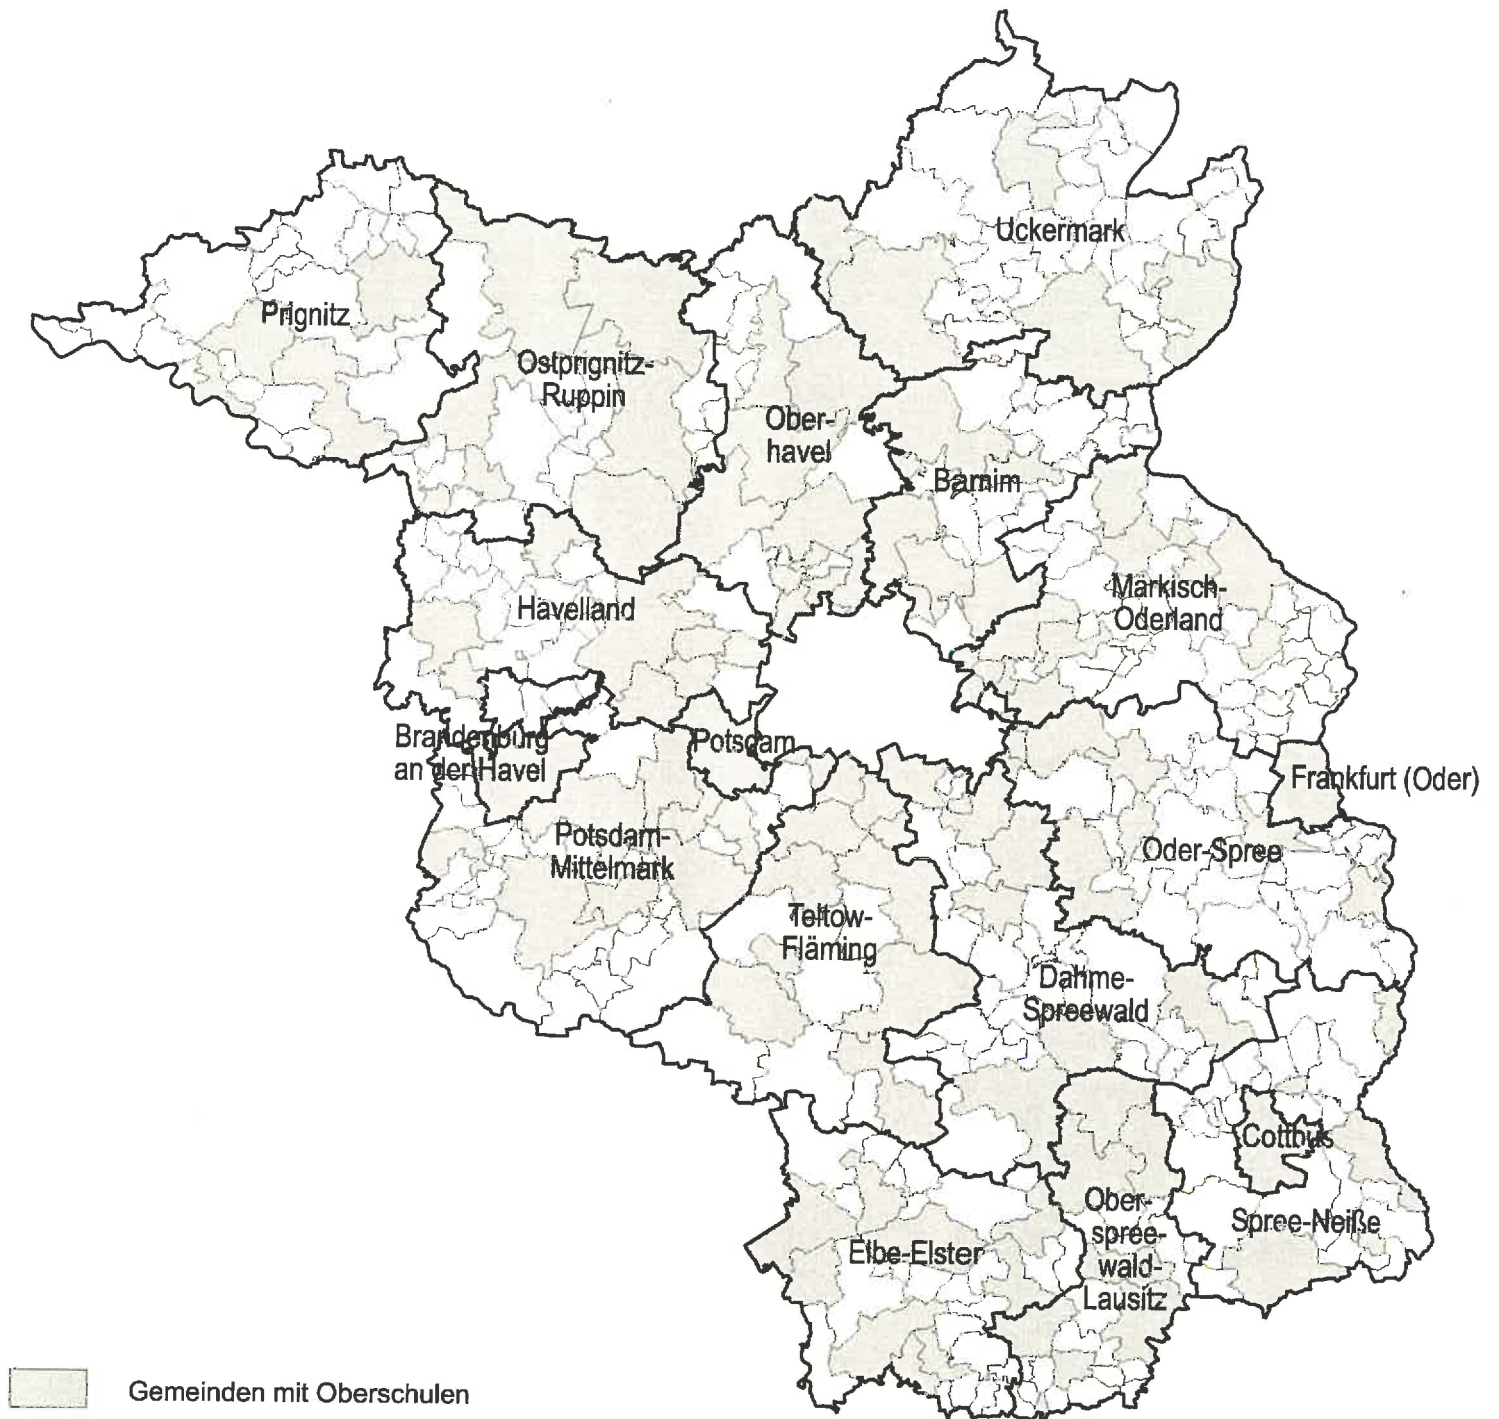 Uckermark
Prignitz
Ostprignitz-
Ruppin
Ober-
havel
Barnim
Havelland
Märkisch-
Oderland
Brandenburg
an der Havel
Potsdam
Frankfurt (Oder)
Potsdam-
Mittelmark
Oder-Spree
Teltow-
Fläming
Dahme-
Spreewald
Cottbus
Ober-
spree-
wald-
Lausitz
Spree-Neiße
Elbe-Elster
Gemeinden mit Oberschulen